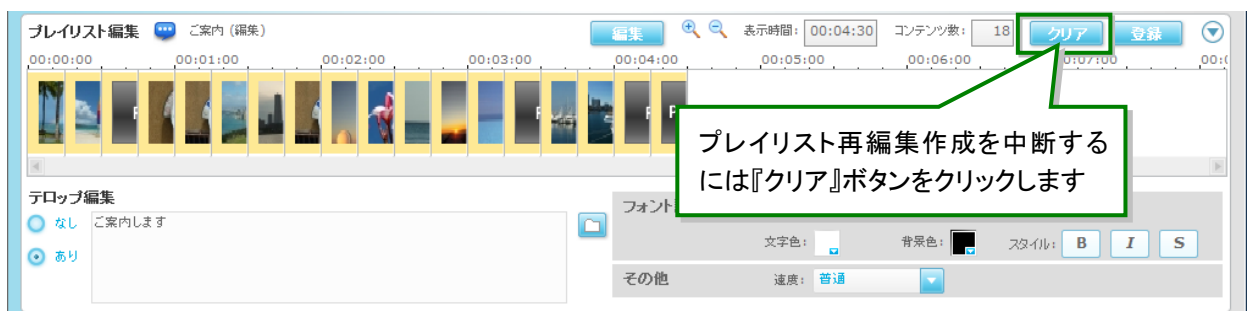 プレイリスト編集 ご案内 (編集) 編集 表示時間: 00:04:30 コンテンツ数: 18 クリア 登録
00:00:00 00:01:00 00:02:00 00:03:00 00:04:00 00:05:00 00:06:00 0:07:00 00:0
F F F P
プレイリスト再編集作成を中断する
には『クリア』ボタンをクリックします
テロップ編集
なし ご案内します
あり
フォント
文字色: 背景色: スタイル: B I S
その他 速度: 普通